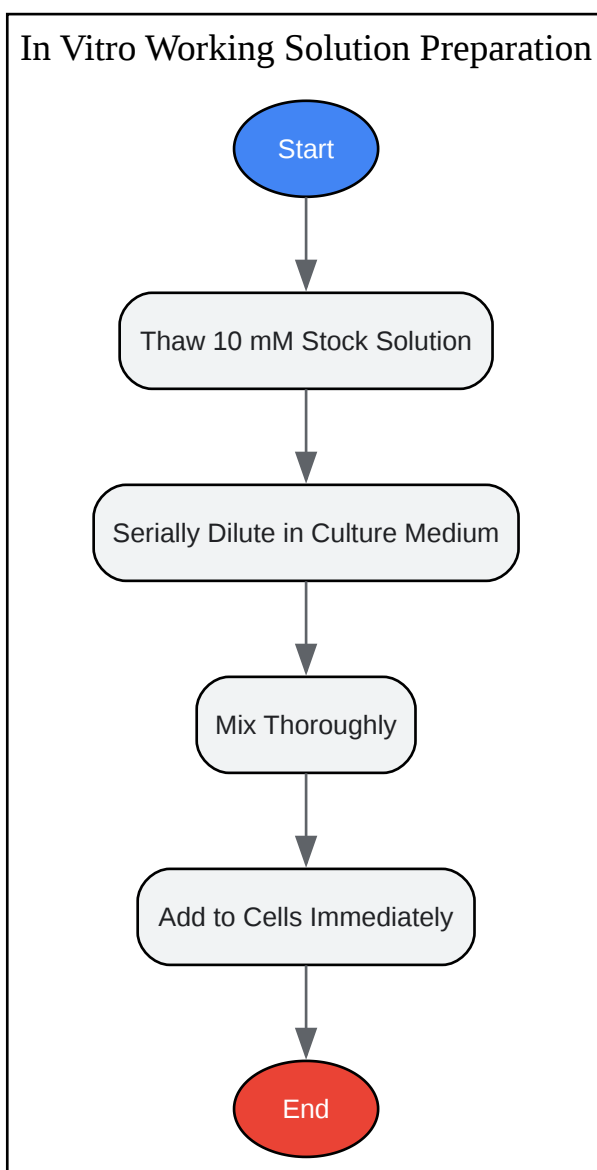 In Vitro Working Solution Preparation
Start
Thaw 10 mM Stock Solution
Serially Dilute in Culture Medium
Mix Thoroughly
Add to Cells Immediately
End